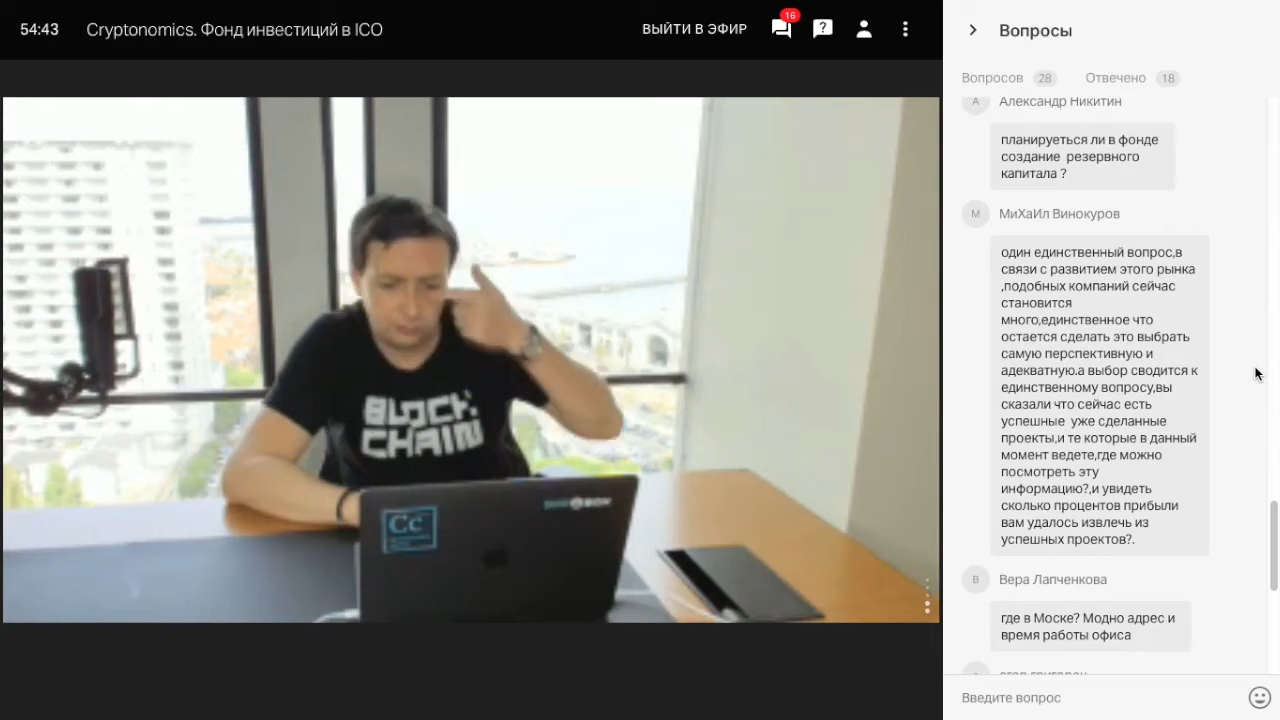 54:43
Cryptonomics. Фонд инвестиций в ICO
ВЫЙТИ В ЭФИР
16
Вопросы
Вопросов 28 Отвечено 18
А
Александр Никитин
планируеться ли в фонде
создание резервного
капитала ?
М
МиХаИл Винокуров
один единственный вопрос,в
связи с развитием этого рынка
,подобных компаний сейчас
становится
много,единственное что
остается сделать это выбрать
самую перспективную и
адекватную.а выбор сводится к
единственному вопросу,вы
сказали что сейчас есть
успешные уже сделанные
проекты,и те которые в данный
момент ведете,где можно
посмотреть эту
информацию?,и увидеть
сколько процентов прибыли
вам удалось извлечь из
успешных проектов?.
В
Вера Лапченкова
где в Моске? Модно адрес и
время работы офиса
Введите вопрос
BLOCK
CHAIN
Cc